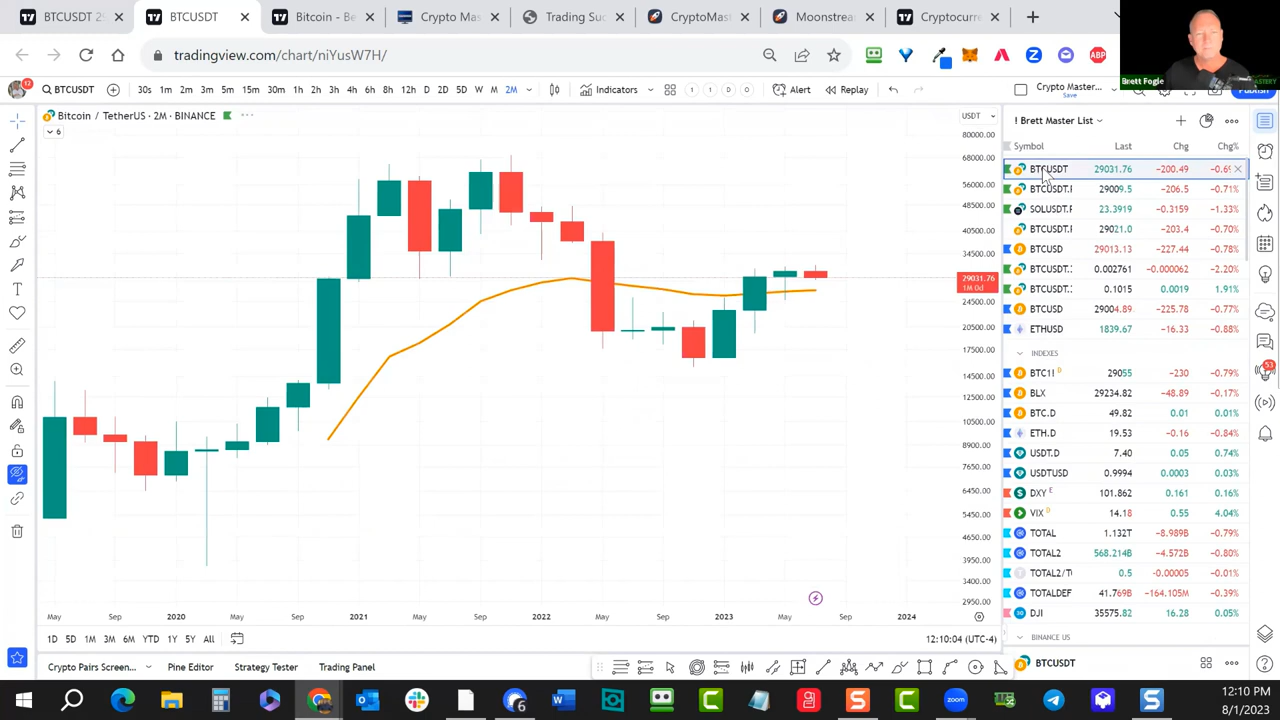 BTCUSDT 29
BTCUSDT
Bitcoin - Be
Crypto Ma
Trading Su
CryptoMas
Moonstrea
Cryptocurre
tradingview.com/chart/niYusW7H/
ABP
Brett Fogle
17
BTCUSDT
30s 1m 2m 3m 5m 15m 30m 1h 2h 3h 4h 6h 8h 12h D 2D W M 2M
Indicators
Alert
Replay
Crypto Master...
Save
Publish
Bitcoin / TetherUS · 2M · BINANCE
6
USDT
80000.00
68000.00
56000.00
48500.00
40500.00
34500.00
29031.76
1M 0d
24500.00
20500.00
17500.00
14500.00
12500.00
10500.00
8900.00
7650.00
6450.00
5450.00
4650.00
3950.00
3400.00
2950.00
May Sep 2020 May Sep 2021 May Sep 2022 May Sep 2023 May Sep 2024
1D 5D 1M 3M 6M YTD 1Y 5Y All
12:10:04 (UTC-4)
Crypto Pairs Screen...
Pine Editor
Strategy Tester
Trading Panel
! Brett Master List
Symbol Last Chg Chg%
BTCUSDT 29031.76 −200.49 −0.69
BTCUSDT.P 29009.5 −206.5 −0.71%
SOLUSDT.P 23.3919 −0.3159 −1.33%
BTCUSDT.P 29021.0 −203.4 −0.70%
BTCUSD 29013.13 −227.44 −0.78%
BTCUSDT. 0.002761 −0.000062 −2.20%
BTCUSDT. 0.1015 0.0019 1.91%
BTCUSD 29004.89 −225.78 −0.77%
ETHUSD 1839.67 −16.33 −0.88%
INDEXES
BTC1! D 29055 −230 −0.79%
BLX 29234.82 −48.89 −0.17%
BTC.D 49.82 0.01 0.01%
ETH.D 19.53 −0.16 −0.84%
USDT.D 7.40 0.05 0.74%
USDTUSD 0.9994 0.0003 0.03%
DXY E 101.862 0.161 0.16%
VIX D 14.18 0.55 4.04%
TOTAL 1.132T −8.989B −0.79%
TOTAL2 568.214B −4.572B −0.80%
TOTAL2/T 0.5 −0.00005 −0.01%
TOTALDEF 41.769B −164.105M −0.39%
DJI 35575.82 16.28 0.05%
BINANCE US
BTCUSDT
53
6
zoom
12:10 PM
8/1/2023